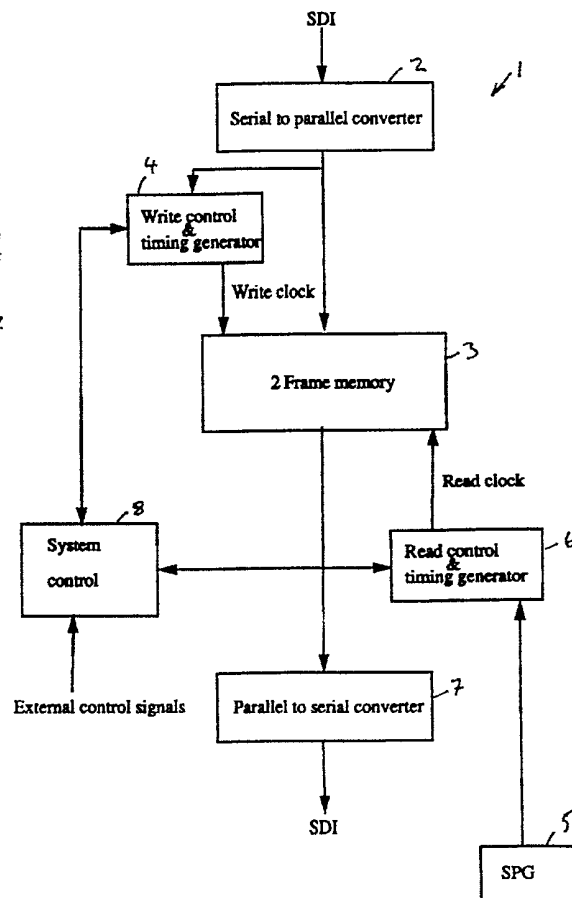 SDI
2
1
Serial to parallel converter
4
Write control
&
timing generator
Write clock
3
2 Frame memory
Read clock
8
System
control
6
Read control
&
timing generator
External control signals
7
Parallel to serial converter
SDI
5
SPG